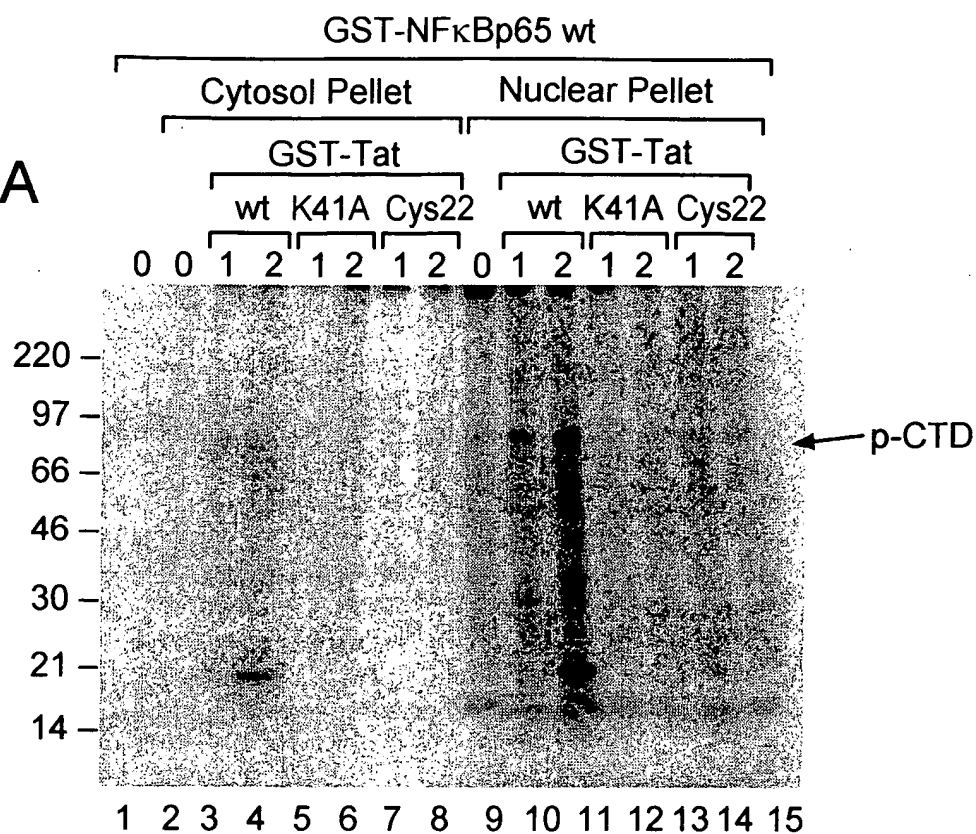 GST-NFκBp65 wt
Cytosol Pellet Nuclear Pellet
GST-Tat GST-Tat
A
wt K41A Cys22 wt K41A Cys22
0 0 1 2 1 2 1 2 0 1 2 1 2 1 2
220
97
p-CTD
66
46
30
21
14
1 2 3 4 5 6 7 8 9 10 11 12 13 14 15